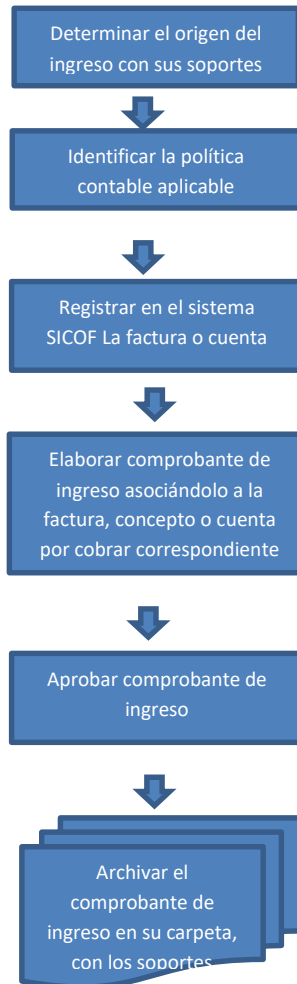 Determinar el origen del
ingreso con sus soportes
Identificar la política
contable aplicable
Registrar en el sistema
SICOF La factura o cuenta
Elaborar comprobante de
ingreso asociándolo a la
factura, concepto o cuenta
por cobrar correspondiente
Aprobar comprobante de
ingreso
Archivar el
comprobante de
ingreso en su carpeta,
con los soportes